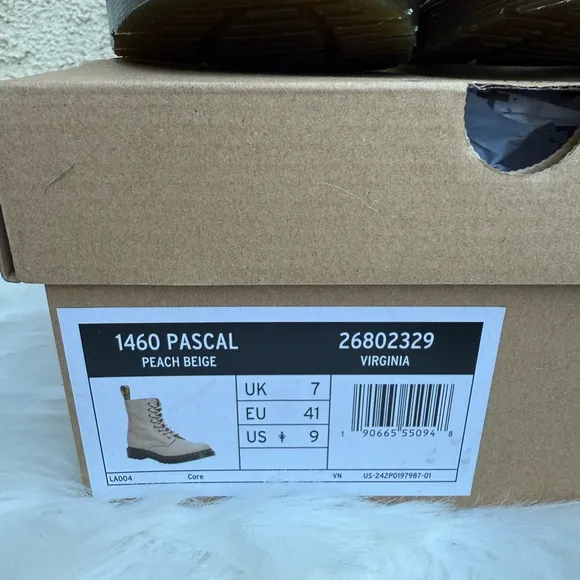 1460 PASCAL 26802329
PEACH BEIGE VIRGINIA
UK 7
EU 41
US 9
1 90665 55094 8
LA004 Core VN US-242P0197987-01